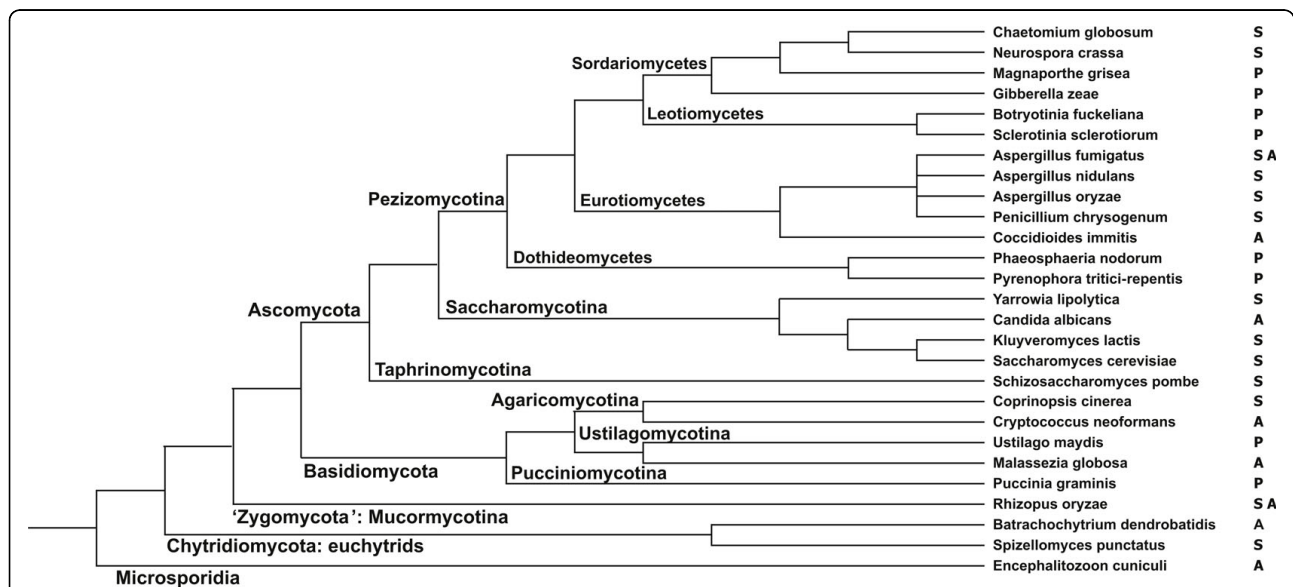 Chaetomium globosum S
Neurospora crassa S
Sordariomycetes
Magnaporthe grisea P
Gibberella zeae P
Leotiomycetes
Botryotinia fuckeliana P
Sclerotinia sclerotiorum P
Aspergillus fumigatus S A
Aspergillus nidulans S
Pezizomycotina
Eurotiomycetes
Aspergillus oryzae S
Penicillium chrysogenum S
Coccidioides immitis A
Dothideomycetes
Phaeosphaeria nodorum P
Pyrenophora tritici-repentis P
Yarrowia lipolytica S
Ascomycota
Saccharomycotina
Candida albicans A
Kluyveromyces lactis S
Saccharomyces cerevisiae S
Taphrinomycotina
Schizosaccharomyces pombe S
Agaricomycotina
Coprinopsis cinerea S
Cryptococcus neoformans A
Ustilagomycotina
Ustilago maydis P
Malassezia globosa A
Basidiomycota
Pucciniomycotina
Puccinia graminis P
Rhizopus oryzae S A
‘Zygomycota’: Mucormycotina
Batrachochytrium dendrobatidis A
Chytridiomycota: euchytrids
Spizellomyces punctatus S
Encephalitozoon cuniculi A
Microsporidia